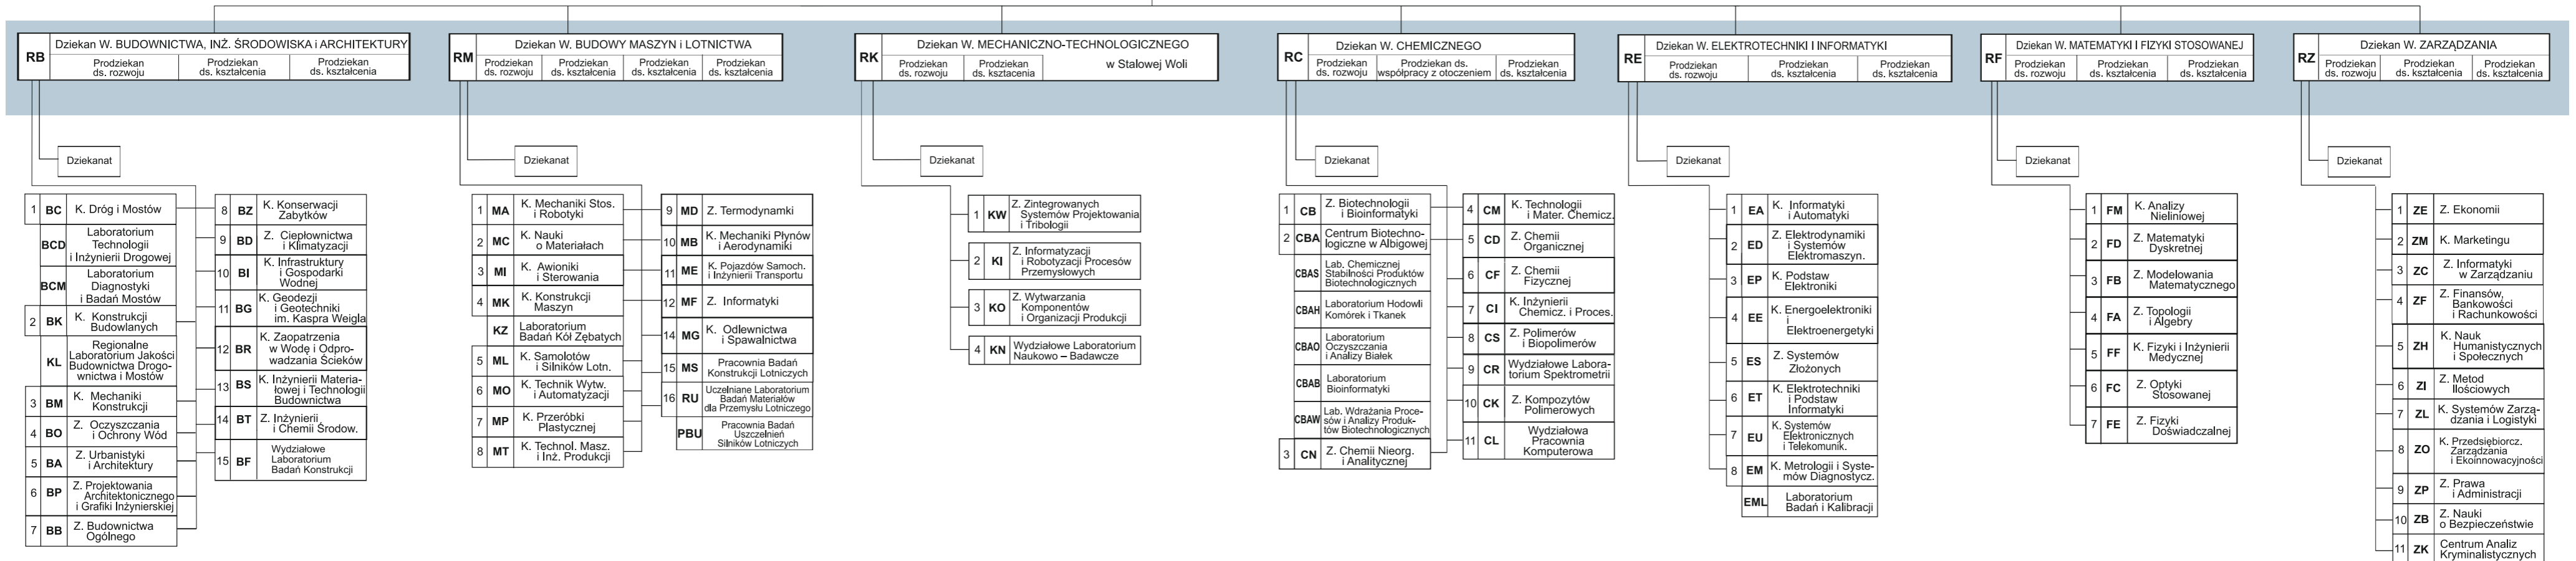 RB
Dziekan W. BUDOWNICTWA, INŻ. ŚRODOWISKA i ARCHITEKTURY
Prodziekan
ds. rozwoju
Prodziekan
ds. kształcenia
Prodziekan
ds. kształcenia
Dziekanat
1 BC K. Dróg i Mostów
BCD Laboratorium
Technologii
i Inżynierii Drogowej
BCM Laboratorium
Diagnostyki
i Badań Mostów
2 BK K. Konstrukcji
Budowlanych
KL Regionalne
Laboratorium Jakości
Budownictwa Drogo-
wnictwa i Mostów
3 BM K. Mechaniki
Konstrukcji
4 BO Z. Oczyszczania
i Ochrony Wód
5 BA Z. Urbanistyki
i Architektury
6 BP Z. Projektowania
Architektonicznego
i Grafiki Inżynierskiej
7 BB Z. Budownictwa
Ogólnego
8 BZ K. Konserwacji
Zabytków
9 BD Z. Ciepłownictwa
i Klimatyzacji
10 BI K. Infrastruktury
i Gospodarki
Wodnej
11 BG K. Geodezji
i Geotechniki
im. Kaspra Weigla
12 BR K. Zaopatrzenia
w Wodę i Odpro-
wadzania Ścieków
13 BS K. Inżynierii Materia-
łowej i Technologii
Budownictwa
14 BT Z. Inżynierii
i Chemii Środow.
15 BF Wydziałowe
Laboratorium
Badań Konstrukcji
RM
Dziekan W. BUDOWY MASZYN i LOTNICTWA
Prodziekan
ds. rozwoju
Prodziekan
ds. kształcenia
Prodziekan
ds. kształcenia
Prodziekan
ds. kształcenia
Dziekanat
1 MA K. Mechaniki Stos.
i Robotyki
2 MC K. Nauki
o Materiałach
3 MI K. Awioniki
i Sterowania
4 MK K. Konstrukcji
Maszyn
KZ Laboratorium
Badań Kół Zębatych
5 ML K. Samolotów
i Silników Lotn.
6 MO K. Technik Wytw.
i Automatyzacji
7 MP K. Przeróbki
Plastycznej
8 MT K. Technol. Masz.
i Inż. Produkcji
9 MD Z. Termodynamki
10 MB K. Mechaniki Płynów
i Aerodynamiki
11 ME K. Pojazdów Samoch.
i Inżynierii Transportu
12 MF Z. Informatyki
14 MG K. Odlewnictwa
i Spawalnictwa
15 MS Pracownia Badań
Konstrukcji Lotniczych
16 RU Uczelniane Laboratorium
Badań Materiałów
dla Przemysłu Lotniczego
PBU Pracownia Badań
Uszczelnień
Silników Lotniczych
RK
Dziekan W. MECHANICZNO-TECHNOLOGICZNEGO
Prodziekan
ds. rozwoju
Prodziekan
ds. kształcenia
w Stalowej Woli
Dziekanat
1 KW Z. Zintegrowanych
Systemów Projektowania
i Tribologii
2 KI Z. Informatyzacji
i Robotyzacji Procesów
Przemysłowych
3 KO Z. Wytwarzania
Komponentów
i Organizacji Produkcji
4 KN Wydziałowe Laboratorium
Naukowo – Badawcze
RC
Dziekan W. CHEMICZNEGO
Prodziekan
ds. rozwoju
Prodziekan ds.
współpracy z otoczeniem
Prodziekan
ds. kształcenia
Dziekanat
1 CB Z. Biotechnologii
i Bioinformatyki
2 CBA Centrum Biotechno-
logiczne w Albigowej
CBAS Lab. Chemicznej
Stabilności Produktów
Biotechnologicznych
CBAH Laboratorium Hodowli
Komórek i Tkanek
CBAO Laboratorium
Oczyszczania
i Analizy Białek
CBAB Laboratorium
Bioinformatyki
CBAW Lab. Wdrażania Proce-
sów i Analizy Produk-
tów Biotechnologicznych
3 CN Z. Chemii Nieorg.
i Analitycznej
4 CM K. Technologii
i Mater. Chemicz.
5 CD Z. Chemii
Organicznej
6 CF Z. Chemii
Fizycznej
7 CI K. Inżynierii
Chemicz. i Proces.
8 CS Z. Polimerów
i Biopolimerów
9 CR Wydziałowe Labora-
torium Spektrometrii
10 CK Z. Kompozytów
Polimerowych
11 CL Wydziałowa
Pracownia
Komputerowa
RE
Dziekan W. ELEKTROTECHNIKI I INFORMATYKI
Prodziekan
ds. rozwoju
Prodziekan
ds. kształcenia
Prodziekan
ds. kształcenia
Dziekanat
1 EA K. Informatyki
i Automatyki
2 ED Z. Elektrodynamiki
i Systemów
Elektromaszyn.
3 EP K. Podstaw
Elektroniki
4 EE K. Energoelektroniki
i
Elektroenergetyki
5 ES Z. Systemów
Złożonych
6 ET K. Elektrotechniki
i Podstaw
Informatyki
7 EU K. Systemów
Elektronicznych
i Telekomunik.
8 EM K. Metrologii i Syste-
mów Diagnostycz.
EML Laboratorium
Badań i Kalibracji
RF
Dziekan W. MATEMATYKI I FIZYKI STOSOWANEJ
Prodziekan
ds. rozwoju
Prodziekan
ds. kształcenia
Prodziekan
ds. kształcenia
Dziekanat
1 FM K. Analizy
Nieliniowej
2 FD Z. Matematyki
Dyskretnej
3 FB Z. Modelowania
Matematycznego
4 FA Z. Topologii
i Algebry
5 FF K. Fizyki i Inżynierii
Medycznej
6 FC Z. Optyki
Stosowanej
7 FE Z. Fizyki
Doświadczalnej
RZ
Dziekan W. ZARZĄDZANIA
Prodziekan
ds. rozwoju
Prodziekan
ds. kształcenia
Prodziekan
ds. kształcenia
Dziekanat
1 ZE Z. Ekonomii
2 ZM K. Marketingu
3 ZC Z. Informatyki
w Zarządzaniu
4 ZF Z. Finansów,
Bankowości
i Rachunkowości
5 ZH K. Nauk
Humanistycznych
i Społecznych
6 ZI Z. Metod
Ilościowych
7 ZL K. Systemów Zarzą-
dzania i Logistyki
8 ZO K. Przedsiębiorcz.
Zarządzania
i Ekoinnowacyjności
9 ZP Z. Prawa
i Administracji
10 ZB Z. Nauki
o Bezpieczeństwie
11 ZK Centrum Analiz
Kryminalistycznych